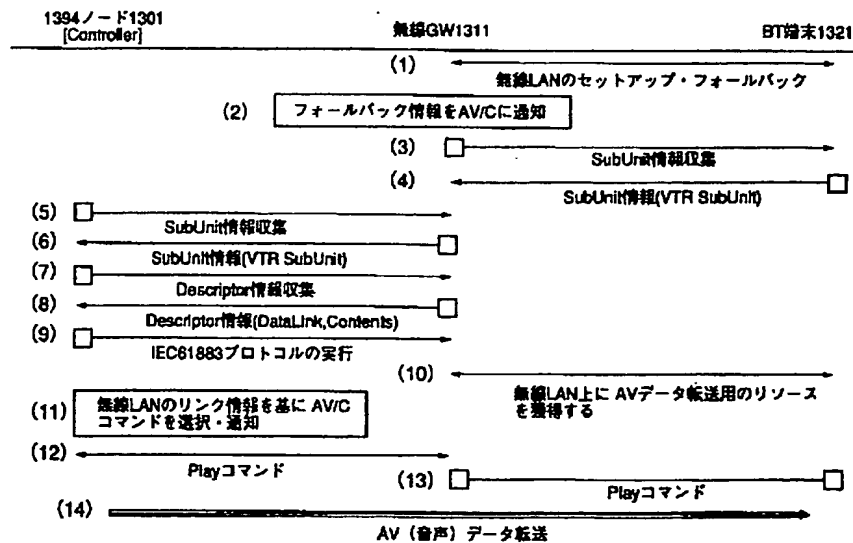 1394ノード1301
[Controller]
無線GW1311
BT端末1321
(1)
無線LANのセットアップ・フォールバック
(2)
フォールバック情報をAV/Cに通知
(3)
SubUnit情報収集
(4)
SubUnit情報(VTR SubUnit)
(5)
SubUnit情報収集
(6)
SubUnit情報(VTR SubUnit)
(7)
Descriptor情報収集
(8)
Descriptor情報(DataLink,Contents)
(9)
IEC61883プロトコルの実行
(10)
無線LAN上に AVデータ転送用のリソース
を獲得する
(11)
無線LANのリンク情報を基に AV/C
コマンドを選択・通知
(12)
Playコマンド
(13)
Playコマンド
(14)
AV（音声）データ転送